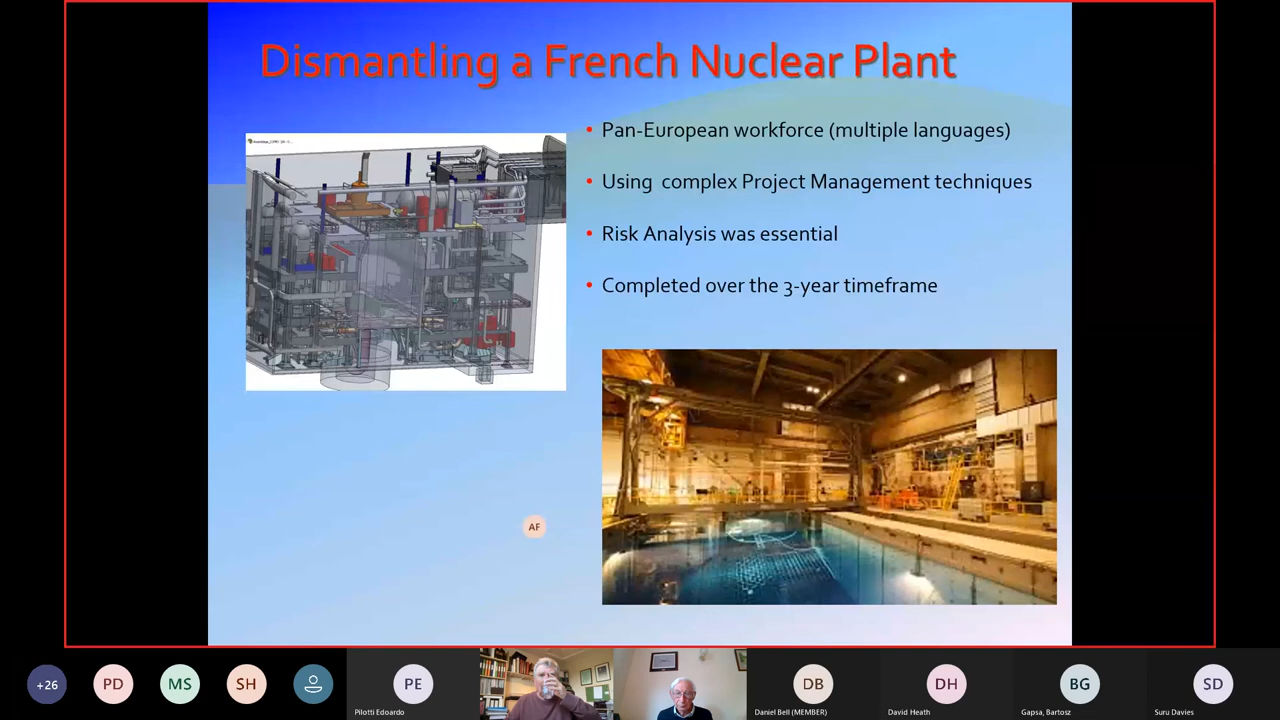 Dismantling a French Nuclear Plant
Pan-European workforce (multiple languages)
Using complex Project Management techniques
Risk Analysis was essential
Completed over the 3-year timeframe
AF
+26
PD
MS
SH
PE
Pilotti Edoardo
DB
Daniel Bell (MEMBER)
DH
David Heath
BG
Gapsa, Bartosz
SD
Suru Davies